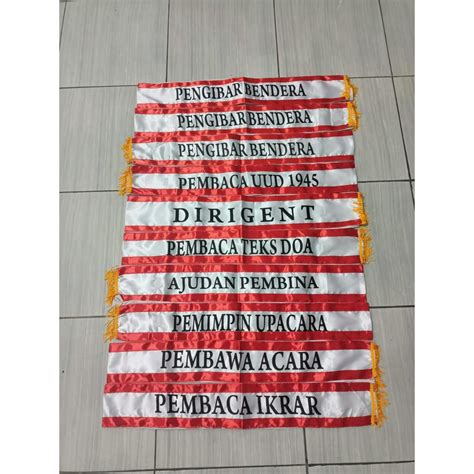 PENGIBAR BENDERA
PENGIBAR BENDERA
PENGIBAR BENDERA
PEMBACA UUD 1945
DIRIGENT
PEMBACA TEKS DOA
AJUDAN PEMBINA
PEMIMPIN UPACARA
PEMBAWA ACARA
PEMBACA IKRAR